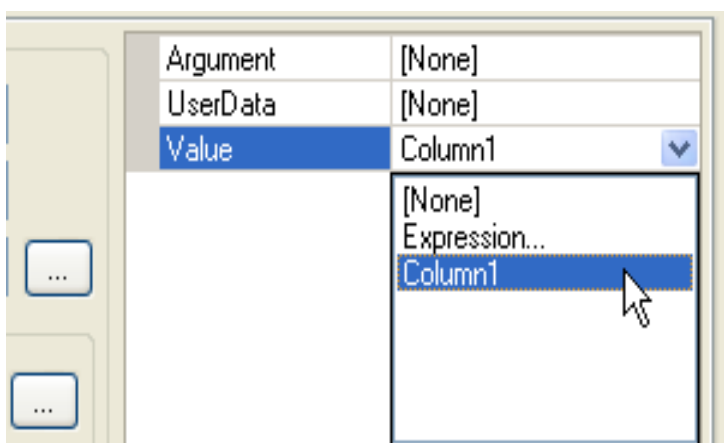 Argument [None]
UserData [None]
Value Column1
[None]
Expression...
Column1
...
...